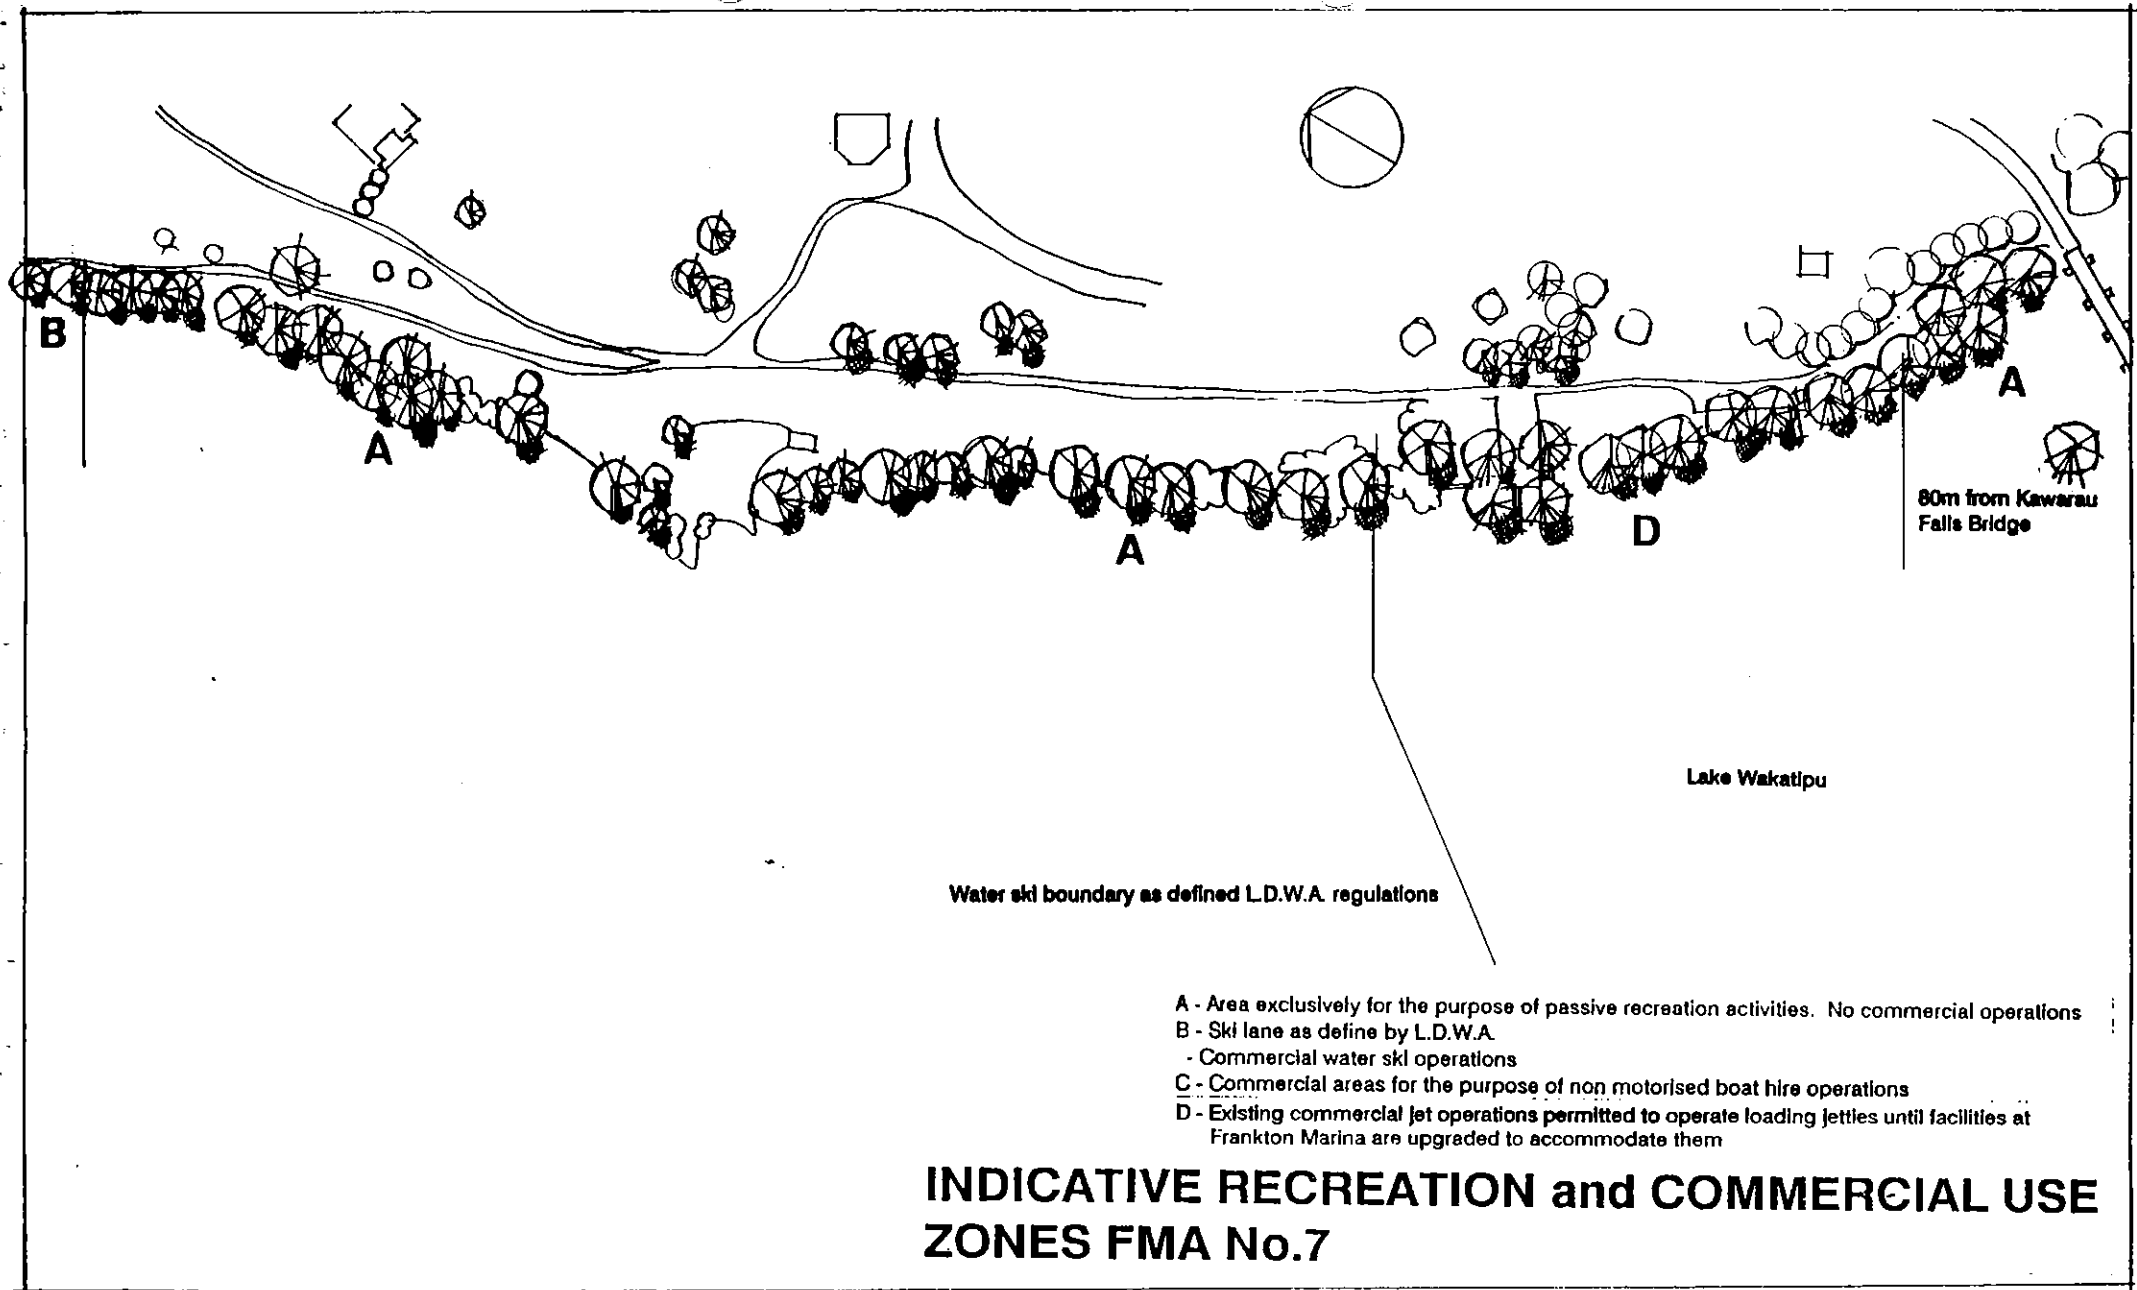 B
A
A
A
D
80m from Kawarau
Falls Bridge
Lake Wakatipu
Water ski boundary as defined L.D.W.A. regulations
A - Area exclusively for the purpose of passive recreation activities. No commercial operations
B - Ski lane as define by L.D.W.A.
- Commercial water ski operations
C - Commercial areas for the purpose of non motorised boat hire operations
D - Existing commercial jet operations permitted to operate loading jetties until facilities at
Frankton Marina are upgraded to accommodate them
INDICATIVE RECREATION and COMMERCIAL USE
ZONES FMA No.7